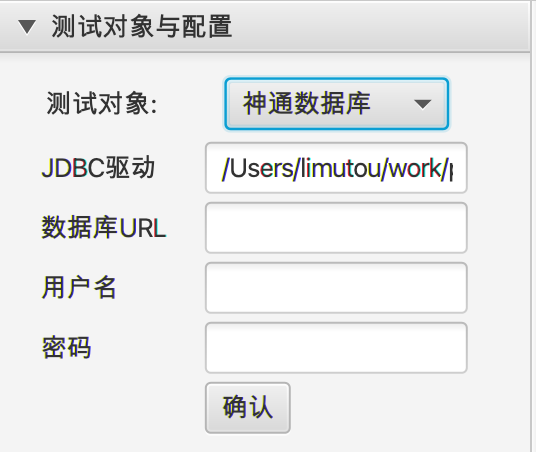 测试对象与配置
测试对象: 神通数据库
JDBC驱动 /Users/limutou/work/p
数据库URL
用户名
密码
确认